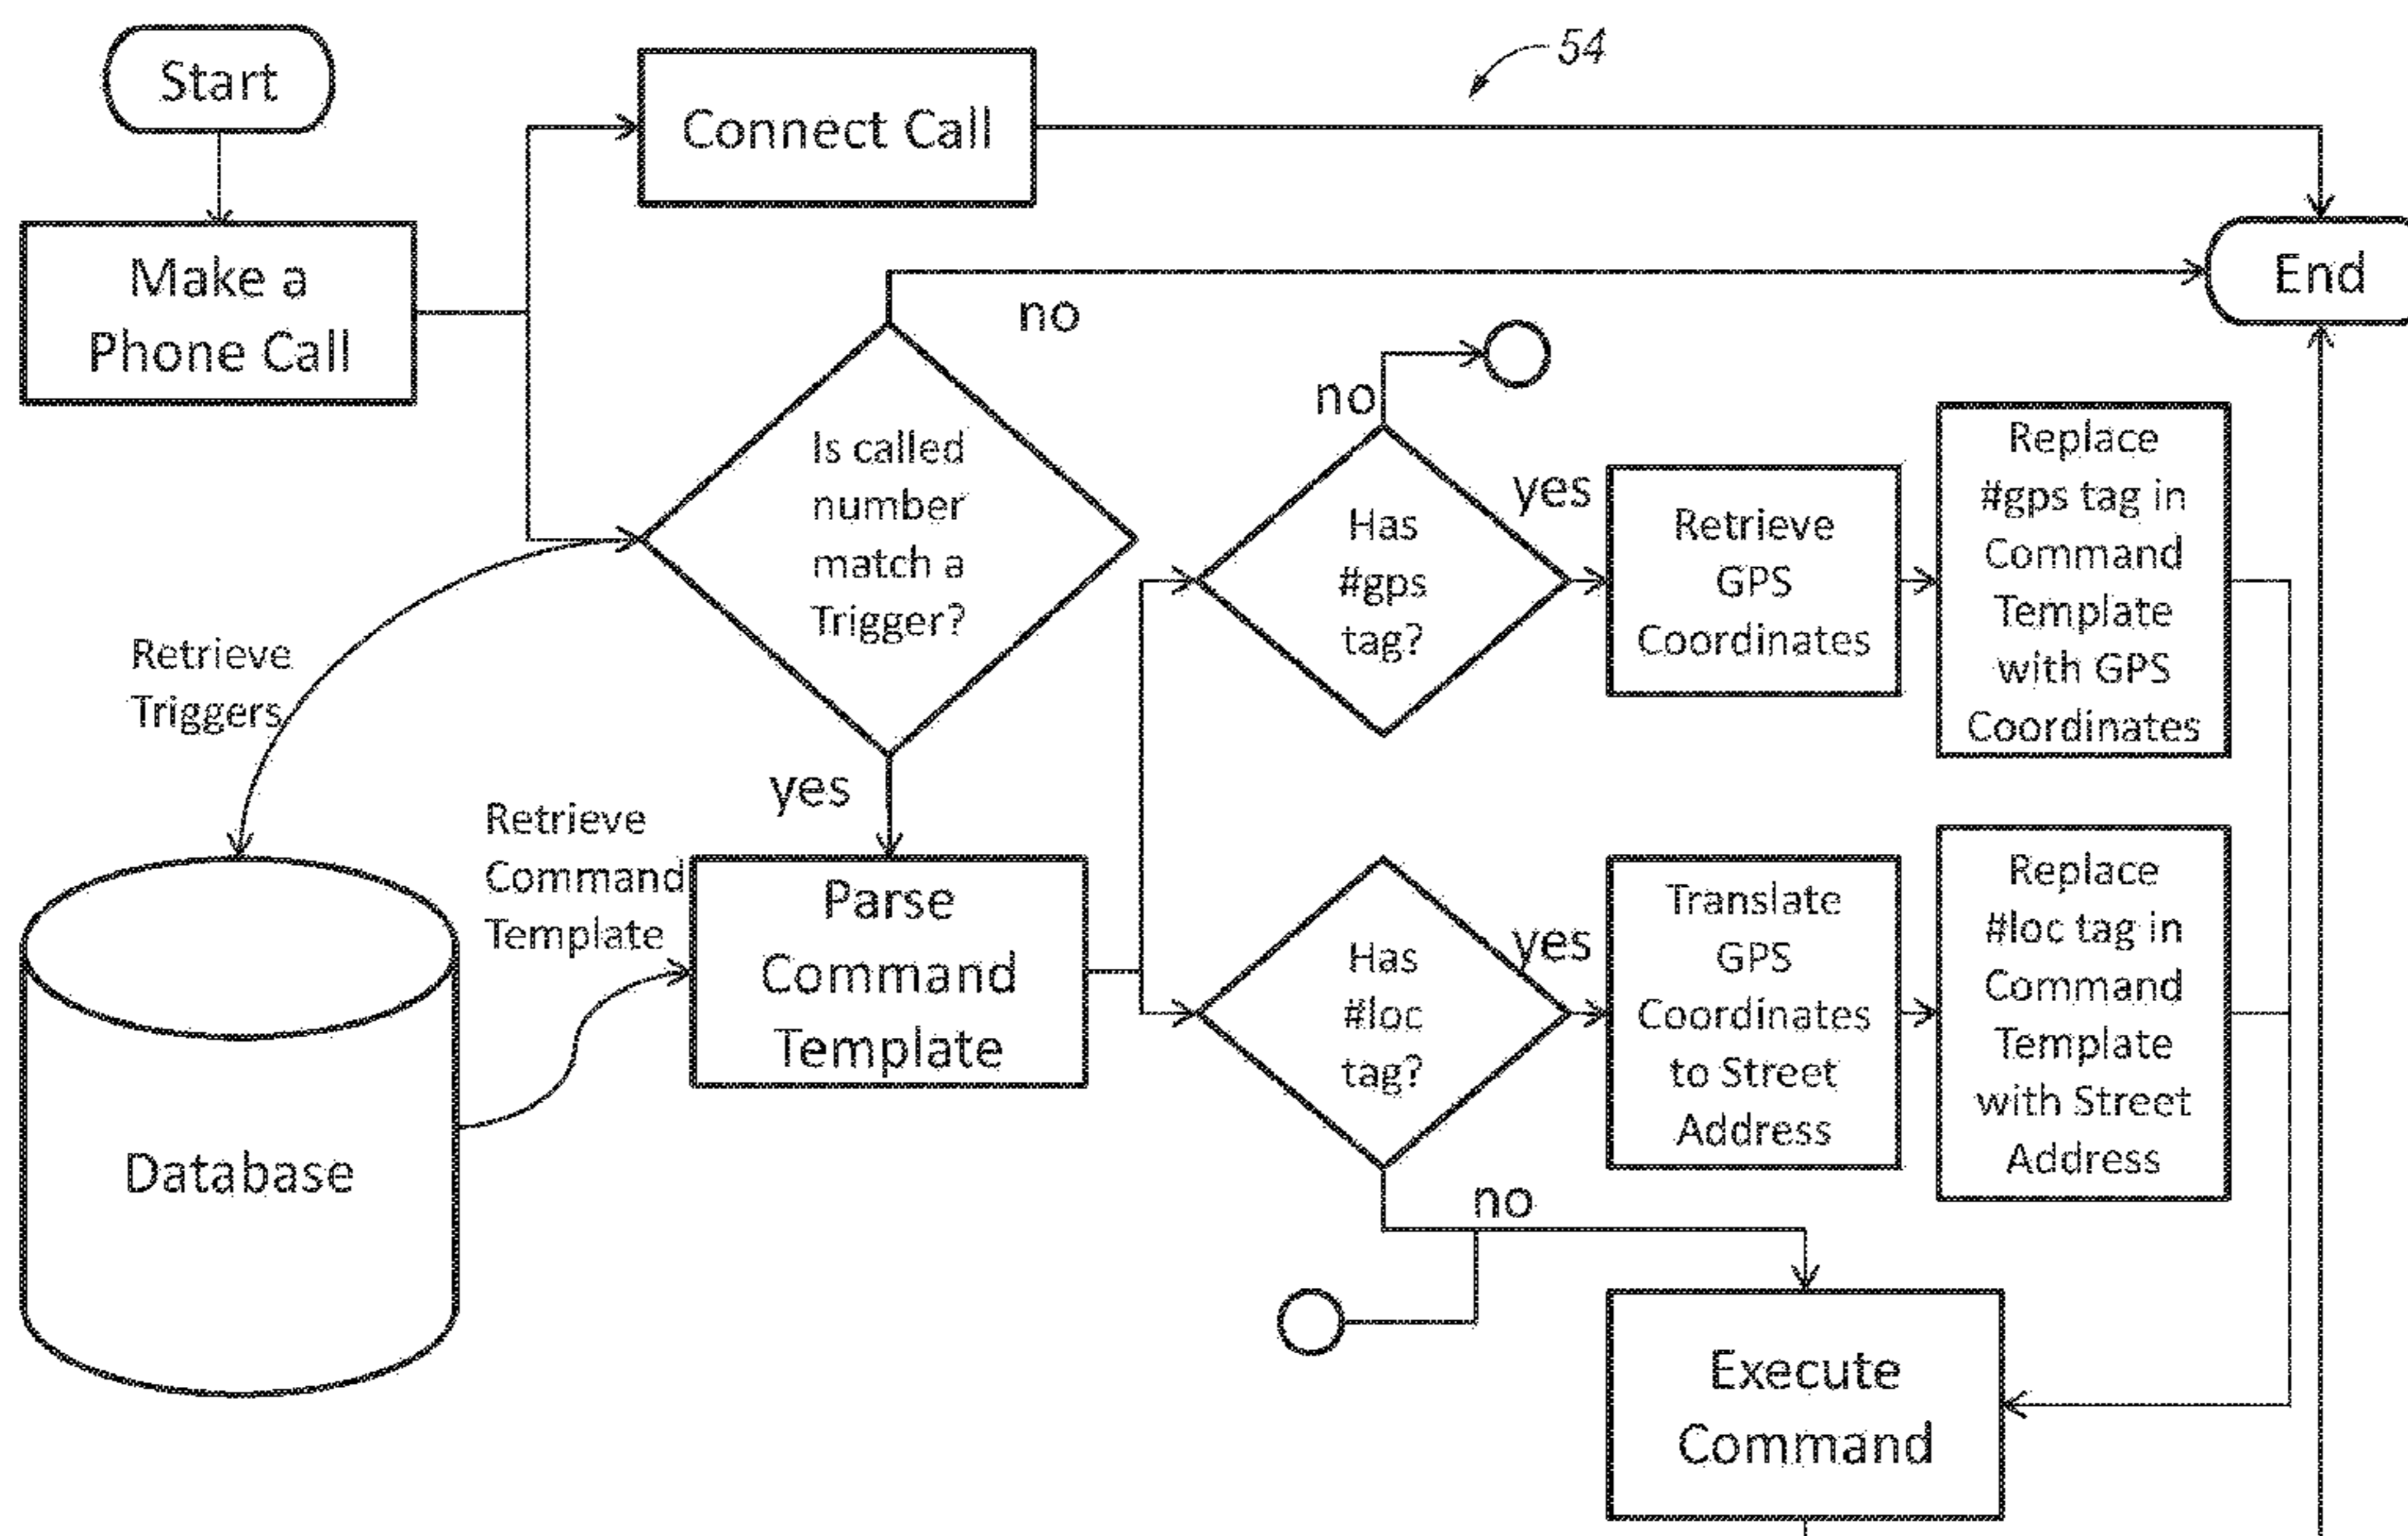 Start
54
Connect Call
Make a
Phone Call
End
no
no
Is called
number
match a
Trigger?
yes
Has
#gps
tag?
Retrieve
GPS
Coordinates
Replace
#gps tag in
Command
Template
with GPS
Coordinates
Retrieve
Triggers
yes
Retrieve
Command
Template
Parse
Command
Template
Has
#loc
tag?
yes
Translate
GPS
Coordinates
to Street
Address
Replace
#loc tag in
Command
Template
with Street
Address
Database
no
Execute
Command